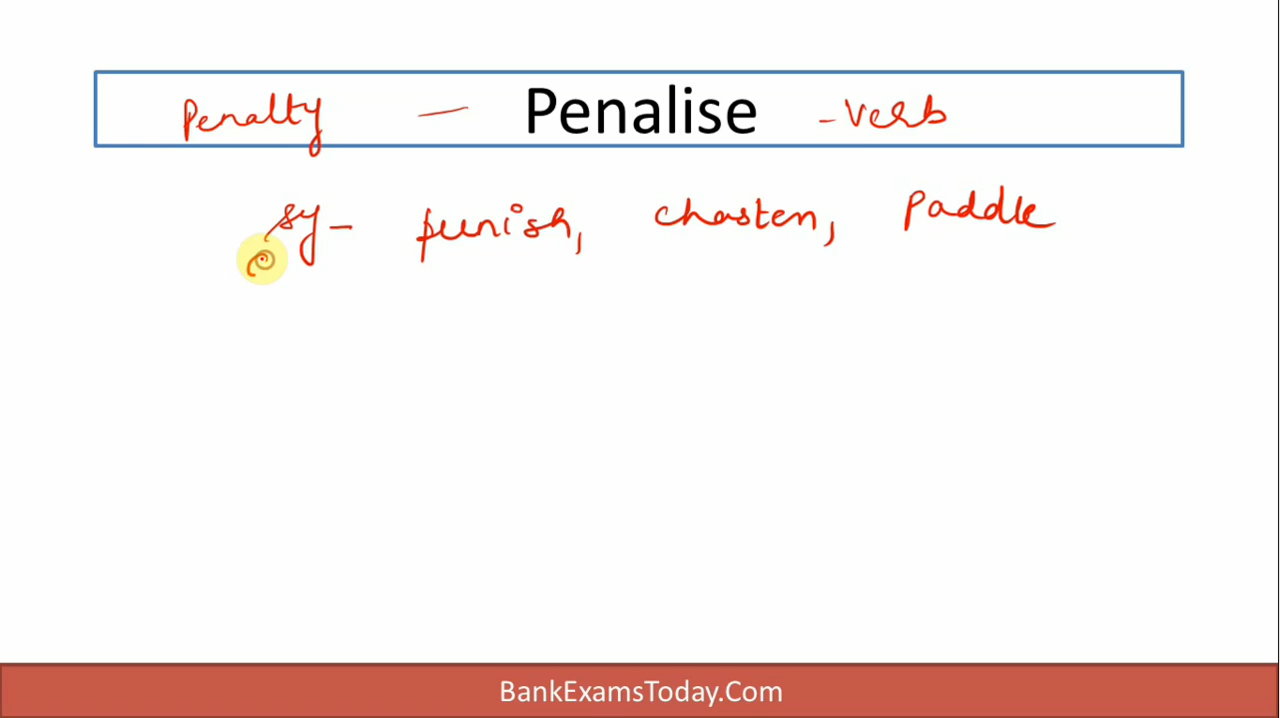 Penalty — Penalise - verb
sy - punish, chasten, Paddle
BankExamsToday.Com